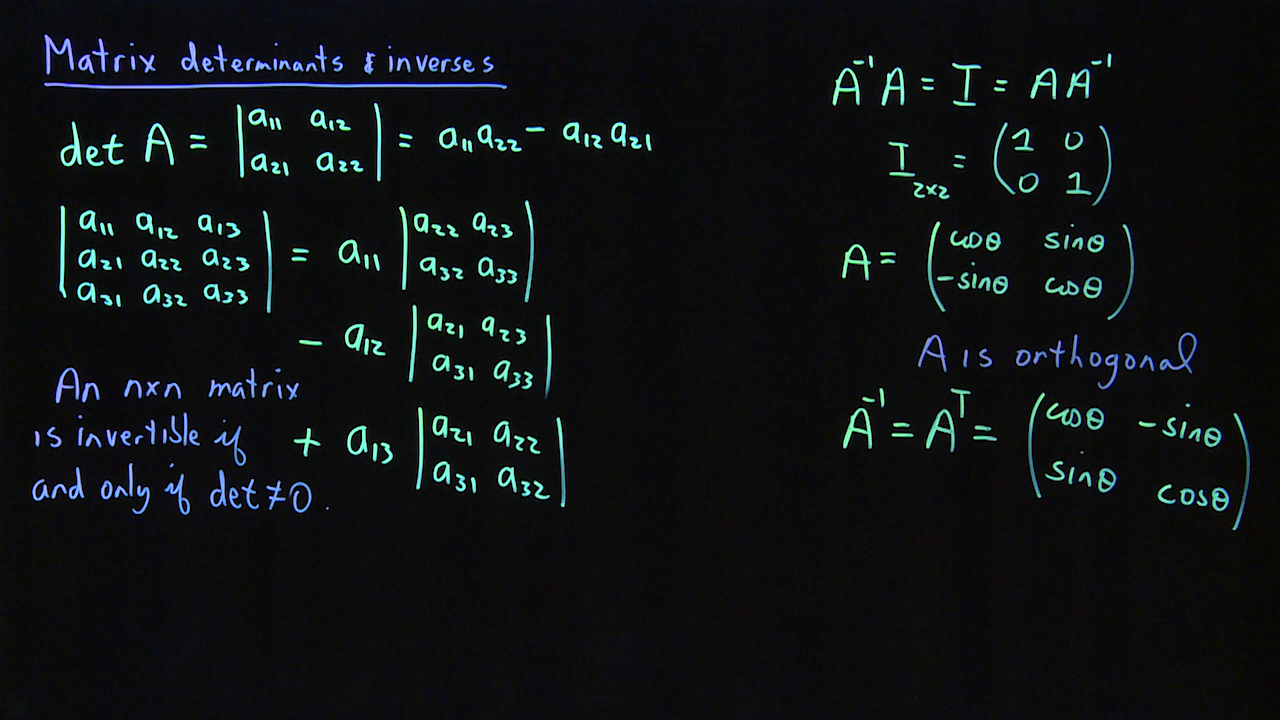 Matrix determinants & inverses
det A = |a₁₁ a₁₂
a₂₁ a₂₂| = a₁₁a₂₂ - a₁₂a₂₁
|a₁₁ a₁₂ a₁₃
a₂₁ a₂₂ a₂₃
a₃₁ a₃₂ a₃₃| = a₁₁ |a₂₂ a₂₃
a₃₂ a₃₃|
- a₁₂ |a₂₁ a₂₃
a₃₁ a₃₃|
+ a₁₃ |a₂₁ a₂₂
a₃₁ a₃₂|
An n×n matrix
is invertible if
and only if det ≠ 0.
A⁻¹A = I = AA⁻¹
I₂ₓ₂ = (1 0
0 1)
A = (cosθ sinθ
-sinθ cosθ)
A is orthogonal
A⁻¹ = Aᵀ = (cosθ -sinθ
sinθ cosθ)